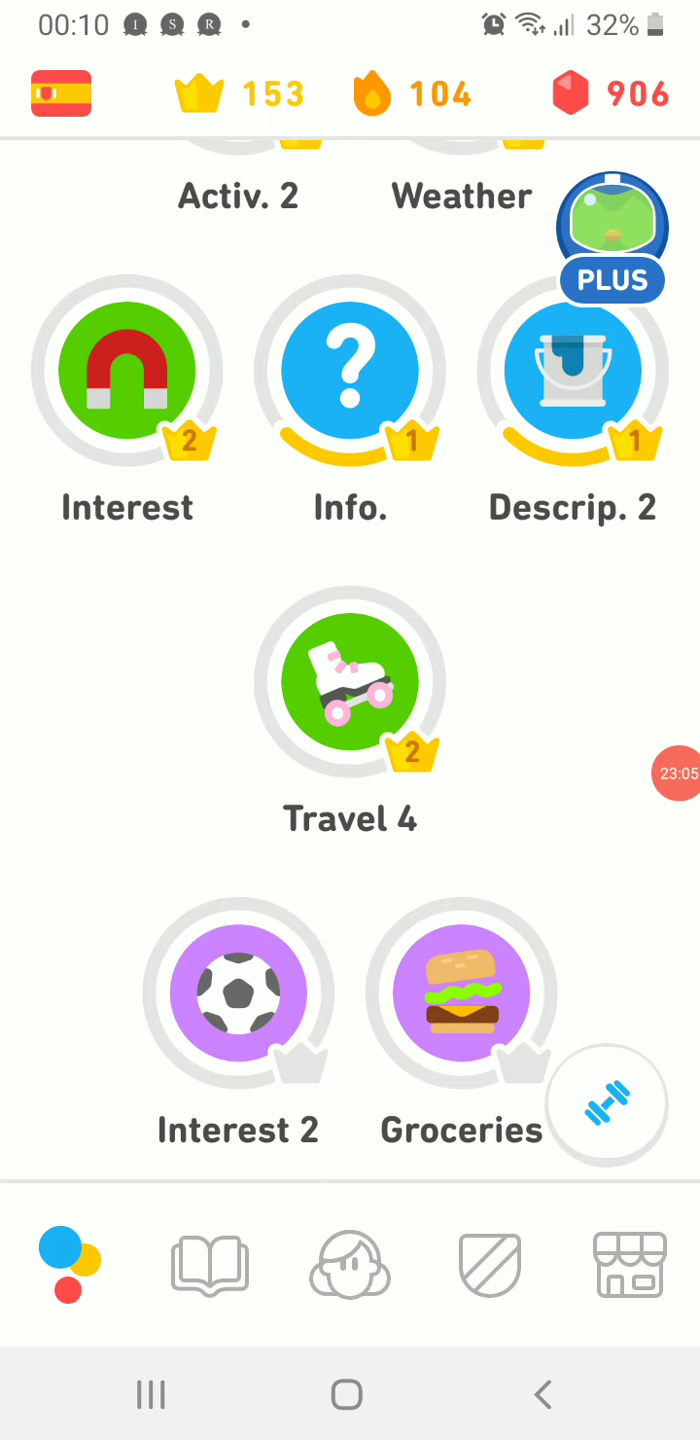 00:10 I S R • 32%
153 104 906
Activ. 2 Weather
PLUS
2 ? 1 1
Interest Info. Descrip. 2
2
23:05
Travel 4
Interest 2 Groceries